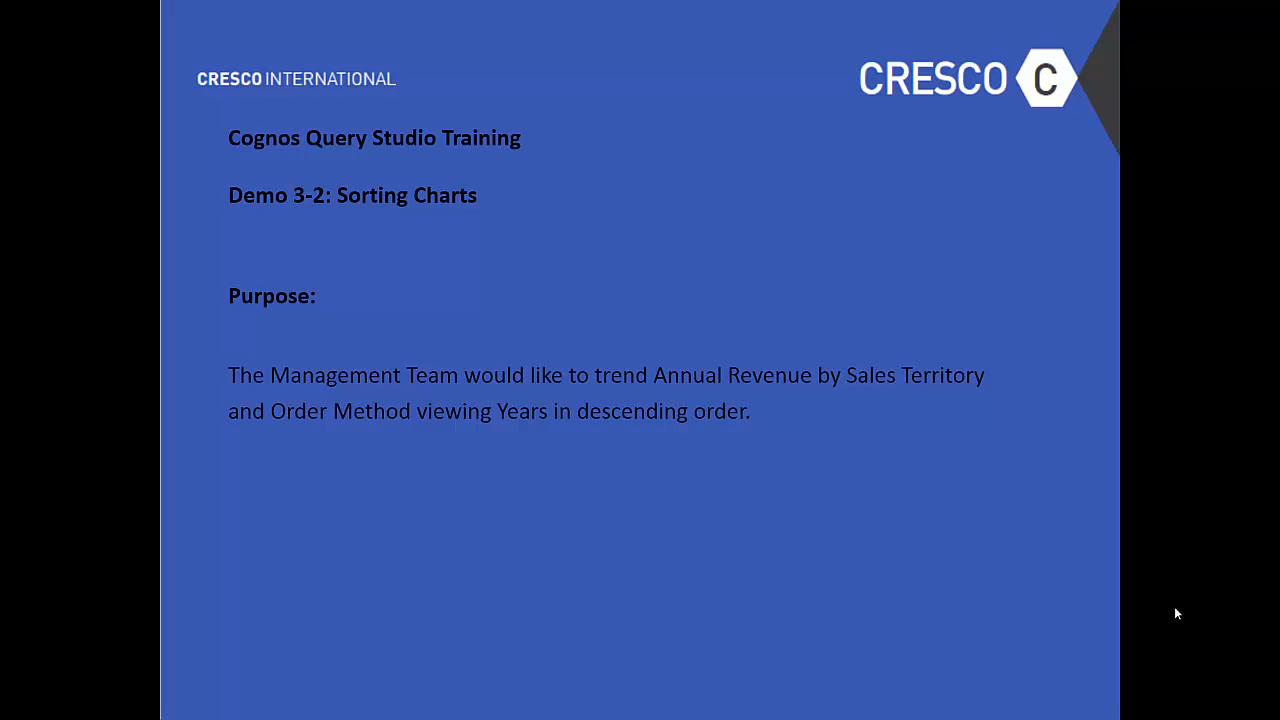 CRESCO INTERNATIONAL
CRESCO C
Cognos Query Studio Training
Demo 3-2: Sorting Charts
Purpose:
The Management Team would like to trend Annual Revenue by Sales Territory
and Order Method viewing Years in descending order.